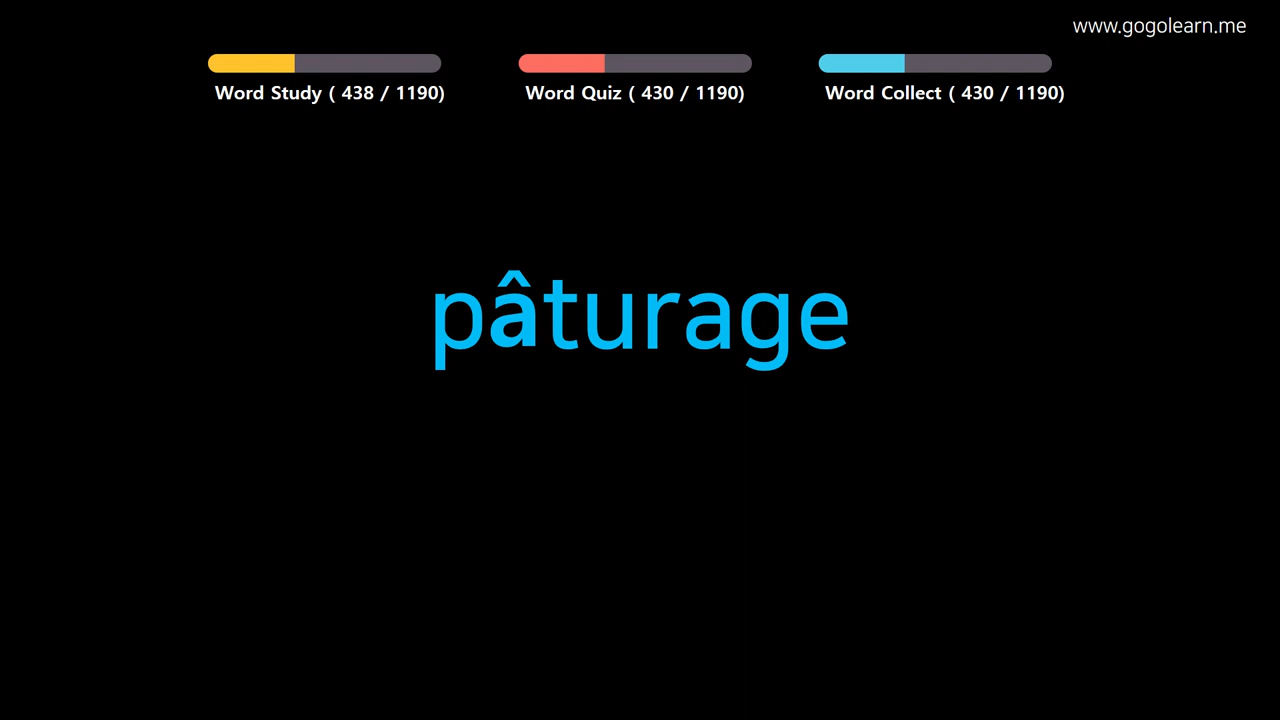 www.gogolearn.me
Word Study ( 438 / 1190)
Word Quiz ( 430 / 1190)
Word Collect ( 430 / 1190)
pâturage